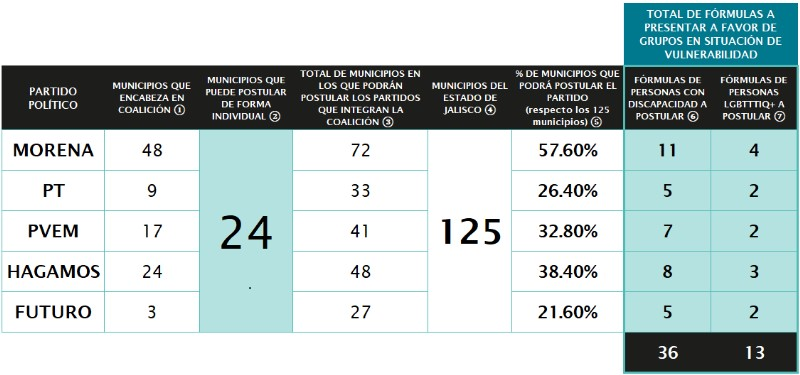 TOTAL DE FÓRMULAS A
PRESENTAR A FAVOR DE
GRUPOS EN SITUACIÓN DE
VULNERABILIDAD
PARTIDO
POLÍTICO
MUNICIPIOS QUE
ENCABEZA EN
COALICIÓN ①
MUNICIPIOS QUE
PUEDE POSTULAR
DE FORMA
INDIVIDUAL ②
TOTAL DE MUNICIPIOS EN
LOS QUE PODRÁN
POSTULAR LOS PARTIDOS
QUE INTEGRAN LA
COALICIÓN ③
MUNICIPIOS DEL
ESTADO DE
JALISCO ④
% DE MUNICIPIOS QUE
PODRÁ POSTULAR EL
PARTIDO
(respecto los 125
municipios) ⑤
FÓRMULAS DE
PERSONAS CON
DISCAPACIDAD A
POSTULAR ⑥
FÓRMULAS DE
PERSONAS
LGBTTTIQ+ A
POSTULAR ⑦
MORENA 48 72 57.60% 11 4
PT 9 33 26.40% 5 2
PVEM 17 24 41 125 32.80% 7 2
HAGAMOS 24 48 38.40% 8 3
FUTURO 3 27 21.60% 5 2
36 13